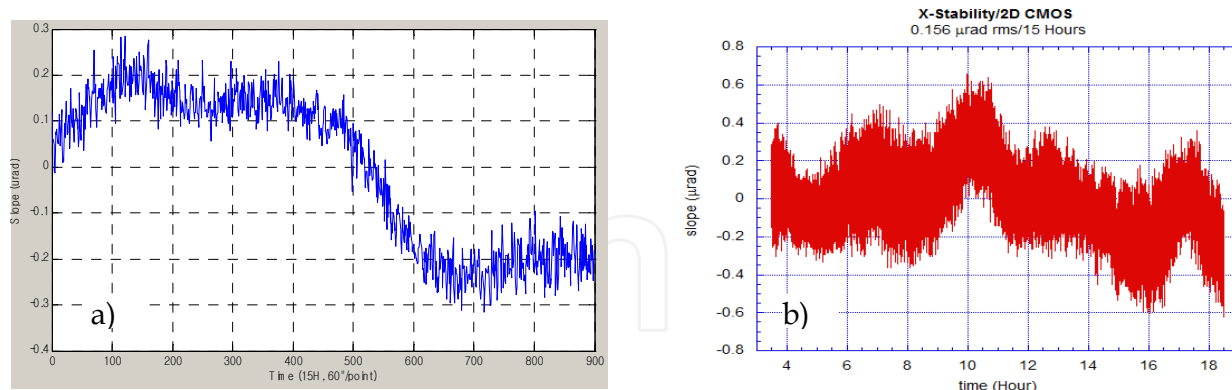 0.3
0.2
0.1
0
-0.1
-0.2
-0.3
-0.4
Slope (urad)
a)
0 100 200 300 400 500 600 700 800 900
Time (15H, 60"/point)
X-Stability/2D CMOS
0.156 µrad rms/15 Hours
0.8
0.6
0.4
0.2
0
-0.2
-0.4
-0.6
-0.8
slope (µrad)
b)
4 6 8 10 12 14 16 18
time (Hour)